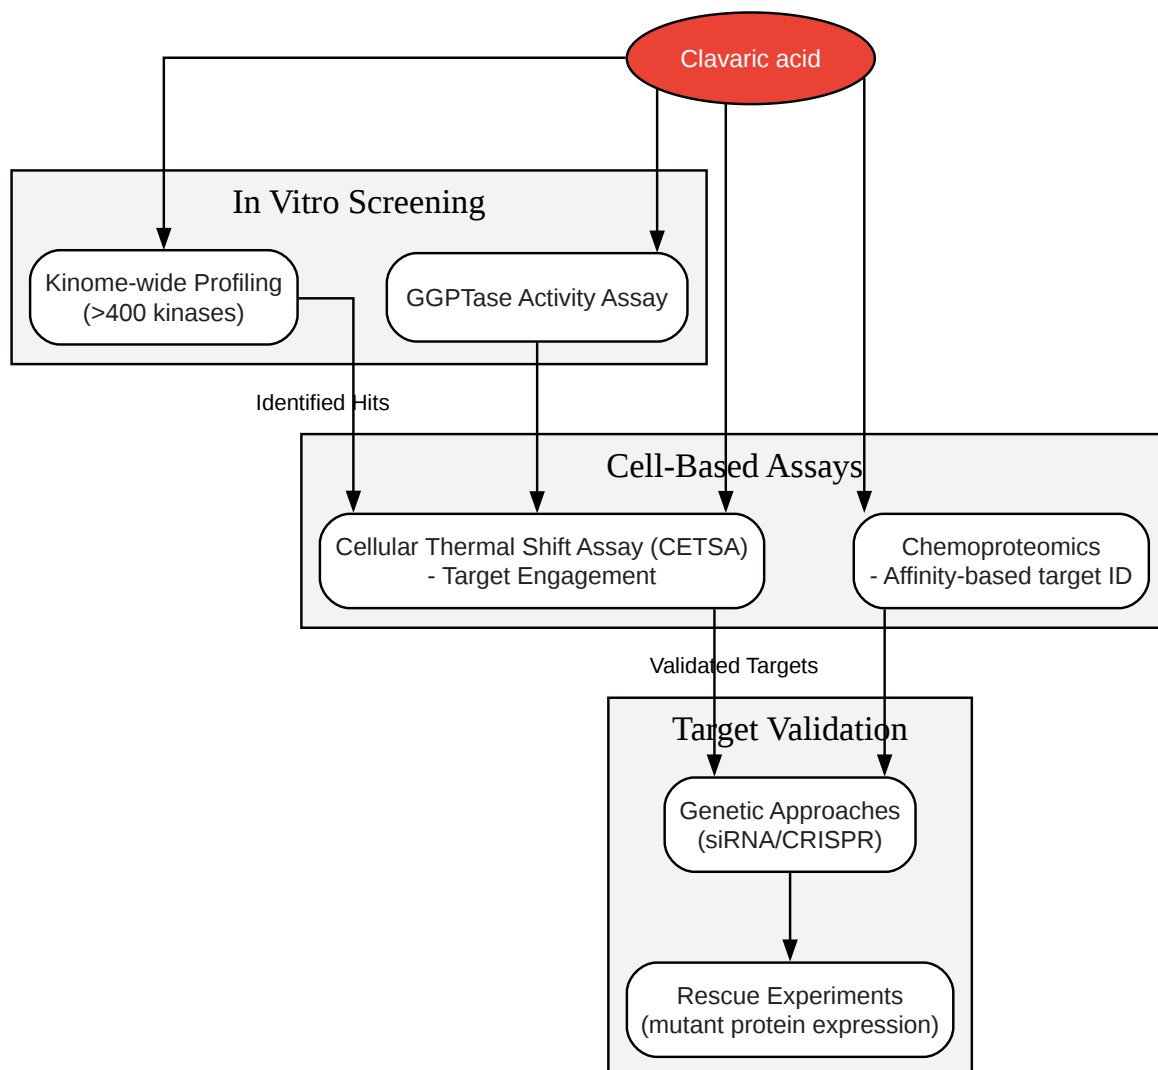 Clavaric acid
In Vitro Screening
Kinome-wide Profiling
(>400 kinases)
GGPTase Activity Assay
Identified Hits
Cell-Based Assays
Cellular Thermal Shift Assay (CETSA)
- Target Engagement
Chemoproteomics
- Affinity-based target ID
Validated Targets
Target Validation
Genetic Approaches
(siRNA/CRISPR)
Rescue Experiments
(mutant protein expression)